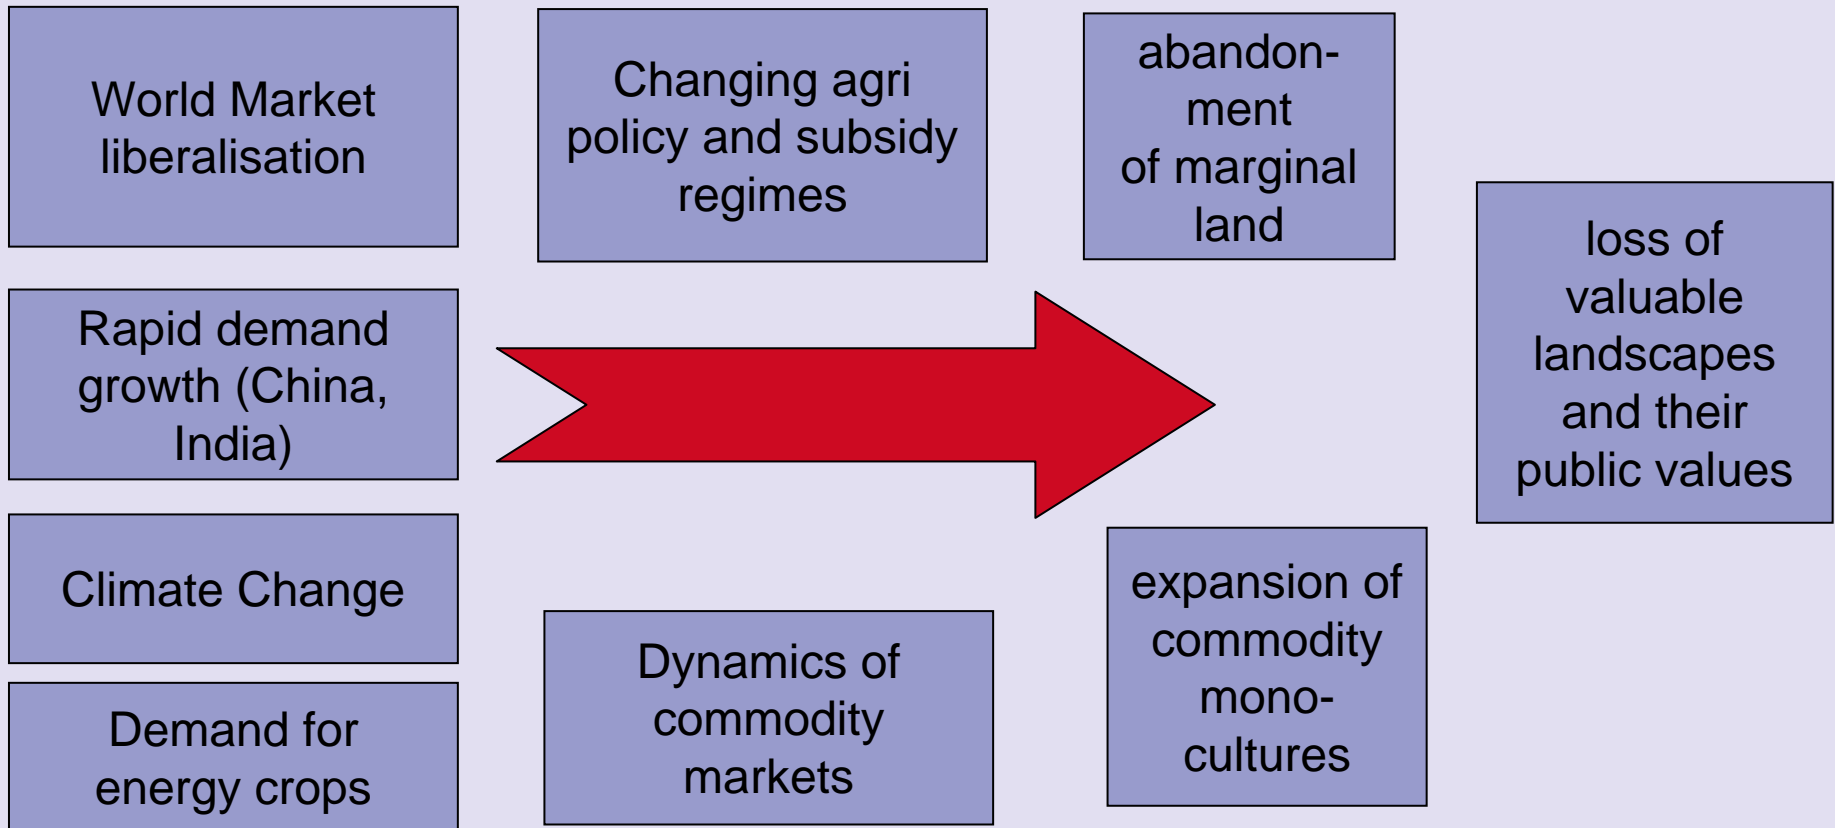 World Market
liberalisation
Rapid demand
growth (China,
India)
Climate Change
Demand for
energy crops
Changing agri
policy and subsidy
regimes
Dynamics of
commodity
markets
abandon-
ment
of marginal
land
expansion of
commodity
mono-
cultures
loss of
valuable
landscapes
and their
public values